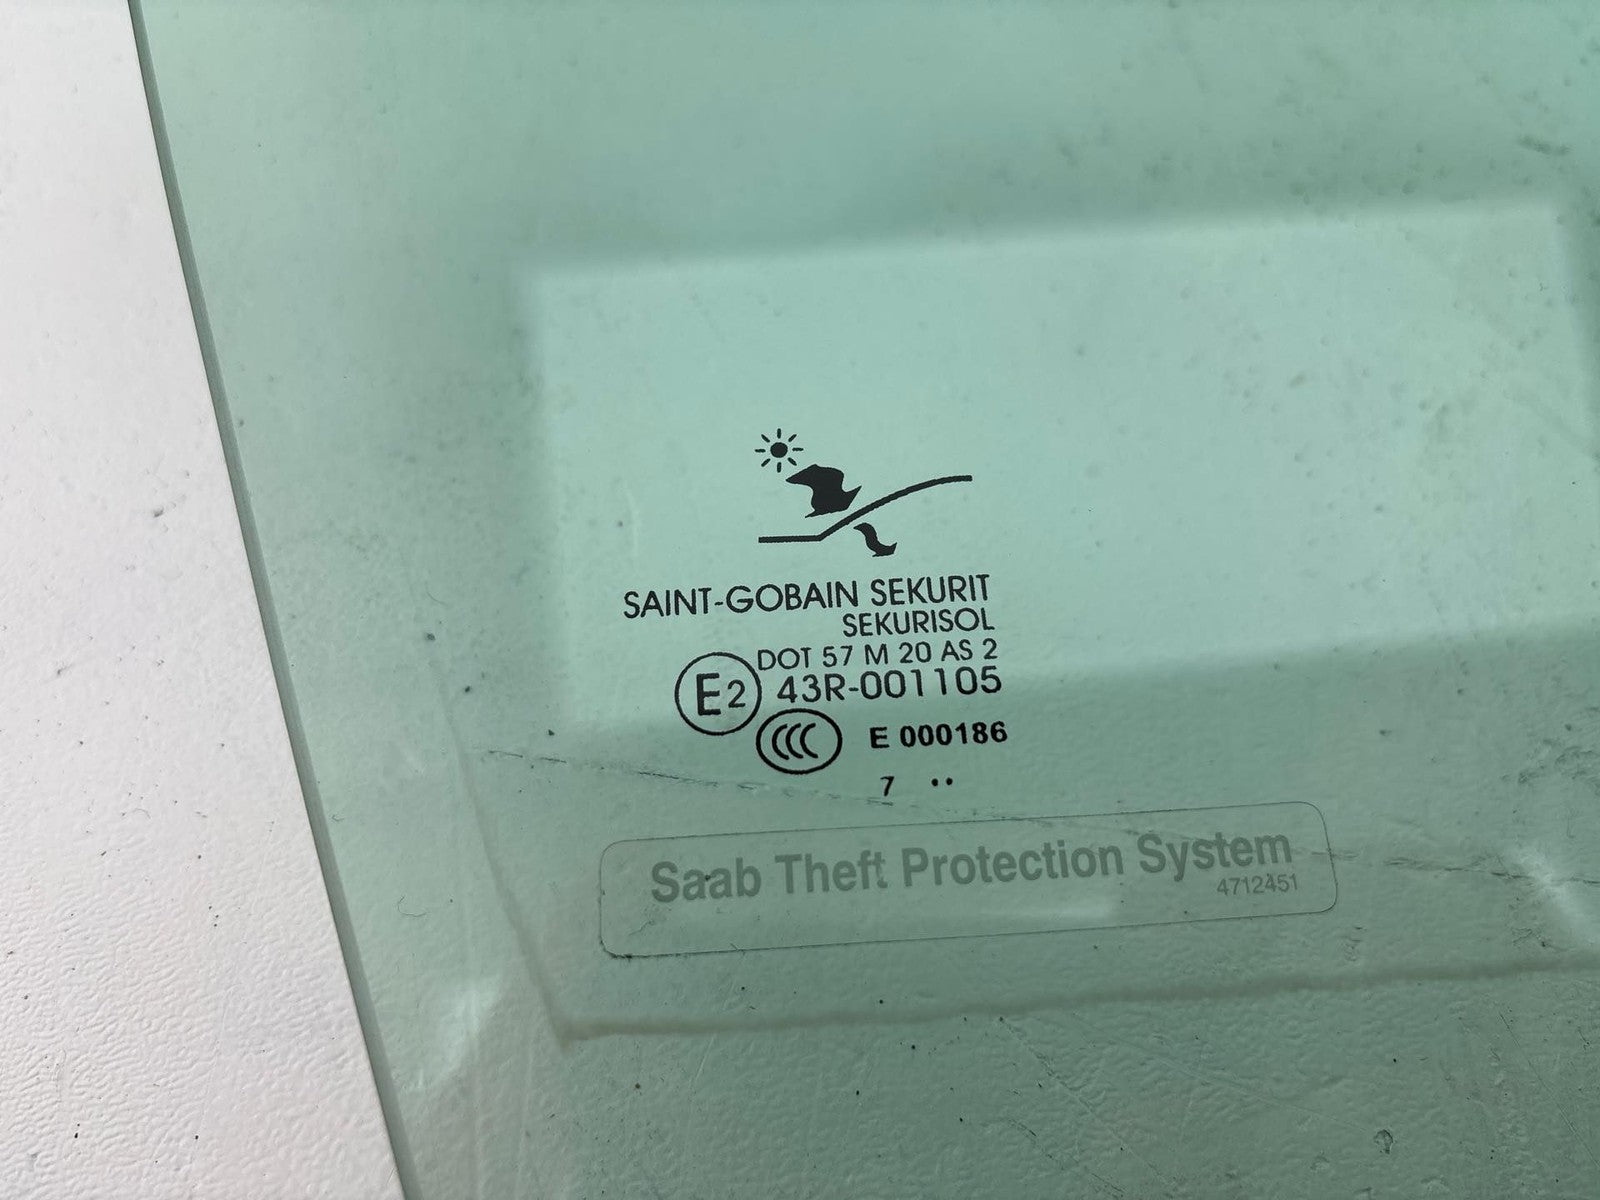 SAINT-GOBAIN SEKURIT
SEKURISOL
DOT 57 M 20 AS 2
E2 43R-001105
CCC E 000186
7 ..
Saab Theft Protection System
4712451